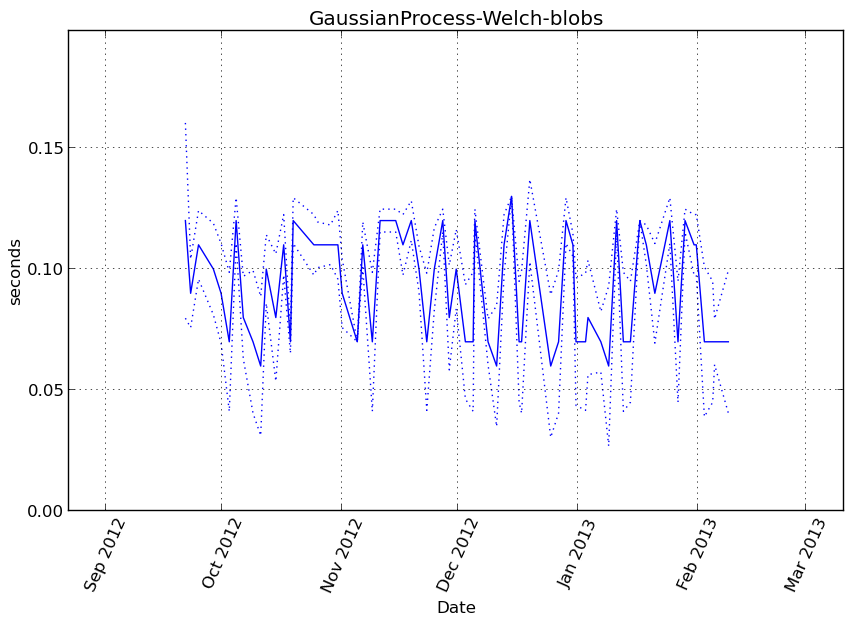 GaussianProcess-Welch-blobs
seconds
0.15
0.10
0.05
0.00
Sep 2012
Oct 2012
Nov 2012
Dec 2012
Jan 2013
Feb 2013
Mar 2013
Date